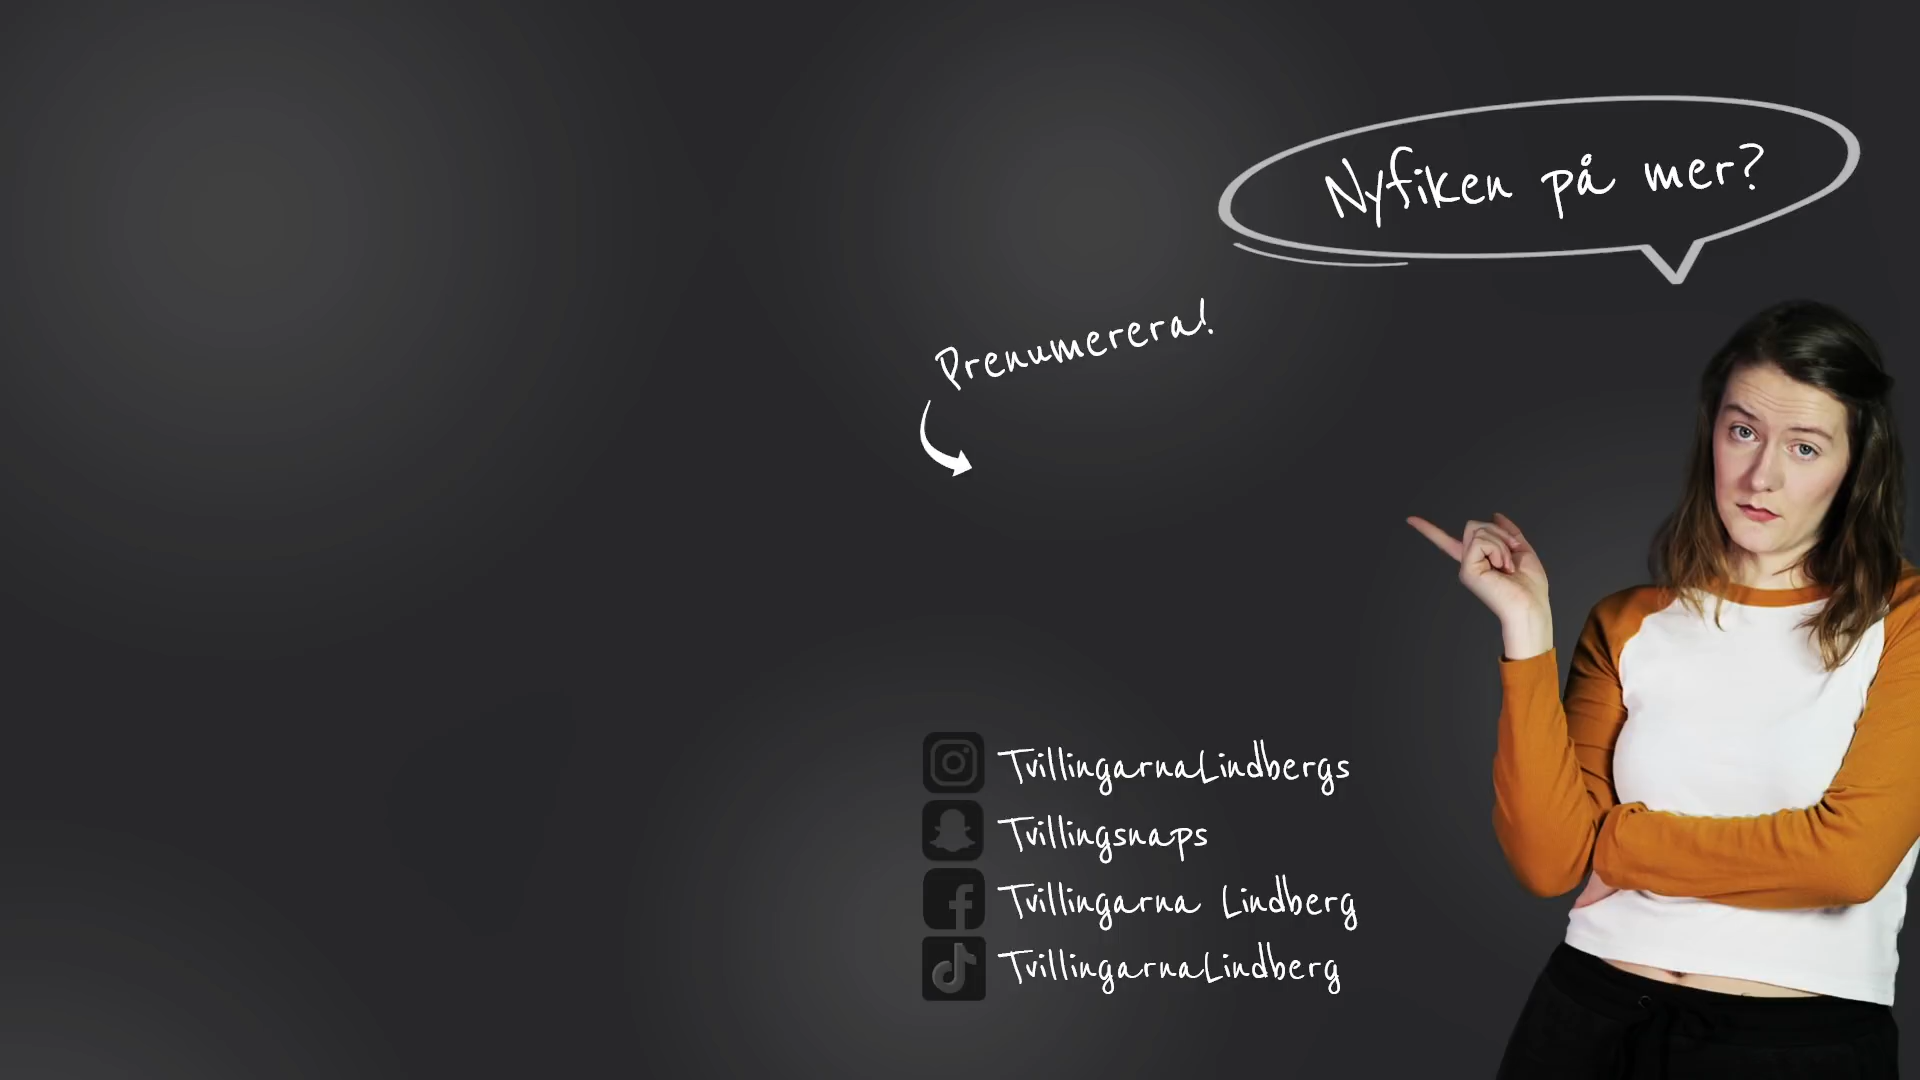 Nyfiken på mer?
Prenumerera!
TvillingarnaLindbergs
Tvillingsnaps
Tvillingarna Lindberg
TvillingarnaLindberg